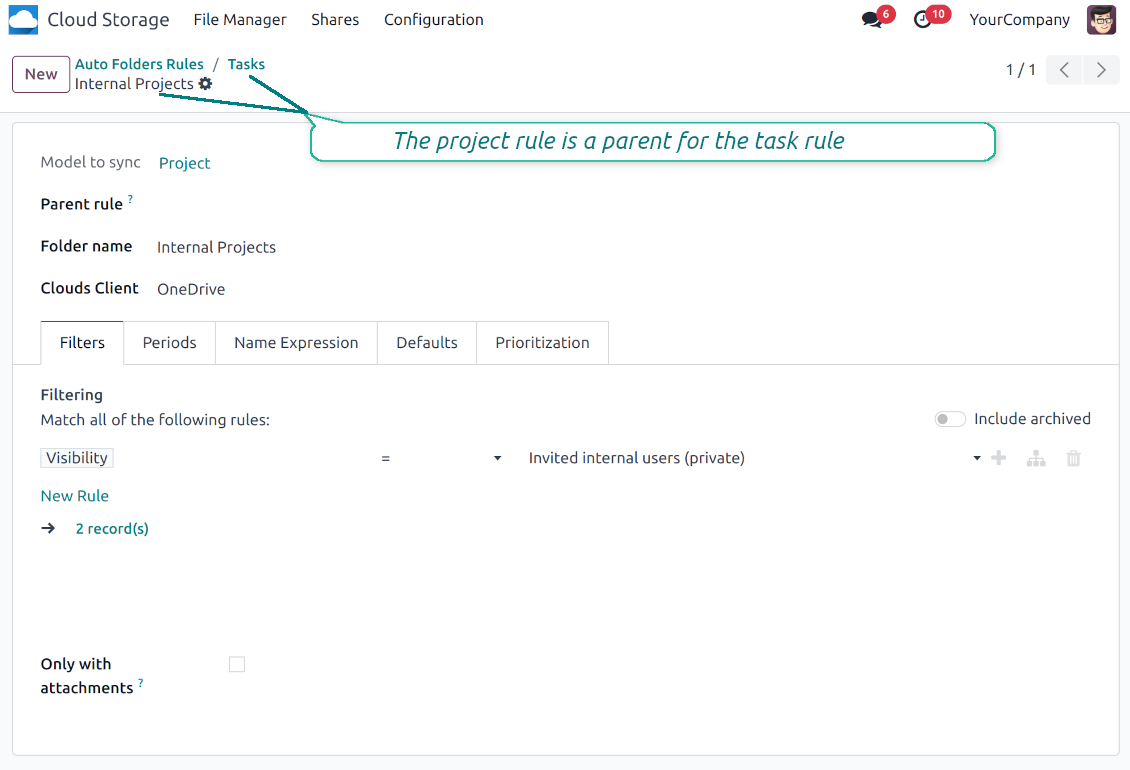 Cloud Storage File Manager Shares Configuration 6 10 YourCompany
New Auto Folders Rules / Tasks
Internal Projects
1 / 1
The project rule is a parent for the task rule
Model to sync Project
Parent rule ?
Folder name Internal Projects
Clouds Client OneDrive
Filters Periods Name Expression Defaults Prioritization
Filtering
Match all of the following rules:
Include archived
Visibility = Invited internal users (private)
New Rule
→ 2 record(s)
Only with
attachments ?